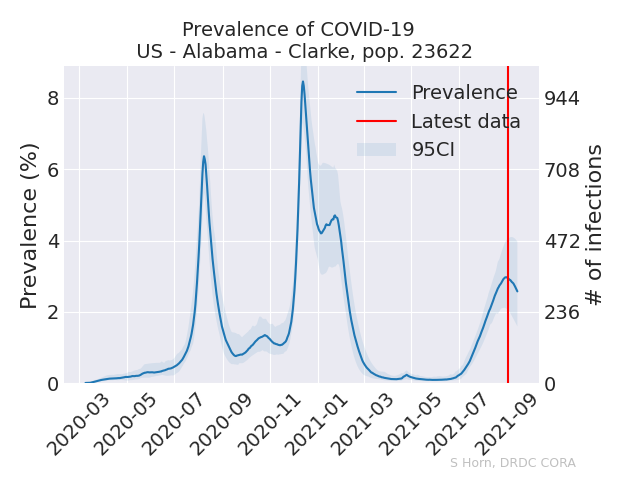 Prevalence of COVID-19
US - Alabama - Clarke, pop. 23622
Prevalence
Latest data
95CI
Prevalence (%)
8
6
4
2
0
944
708
472
236
0
# of infections
2020-03
2020-05
2020-07
2020-09
2020-11
2021-01
2021-03
2021-05
2021-07
2021-09
S Horn, DRDC CORA